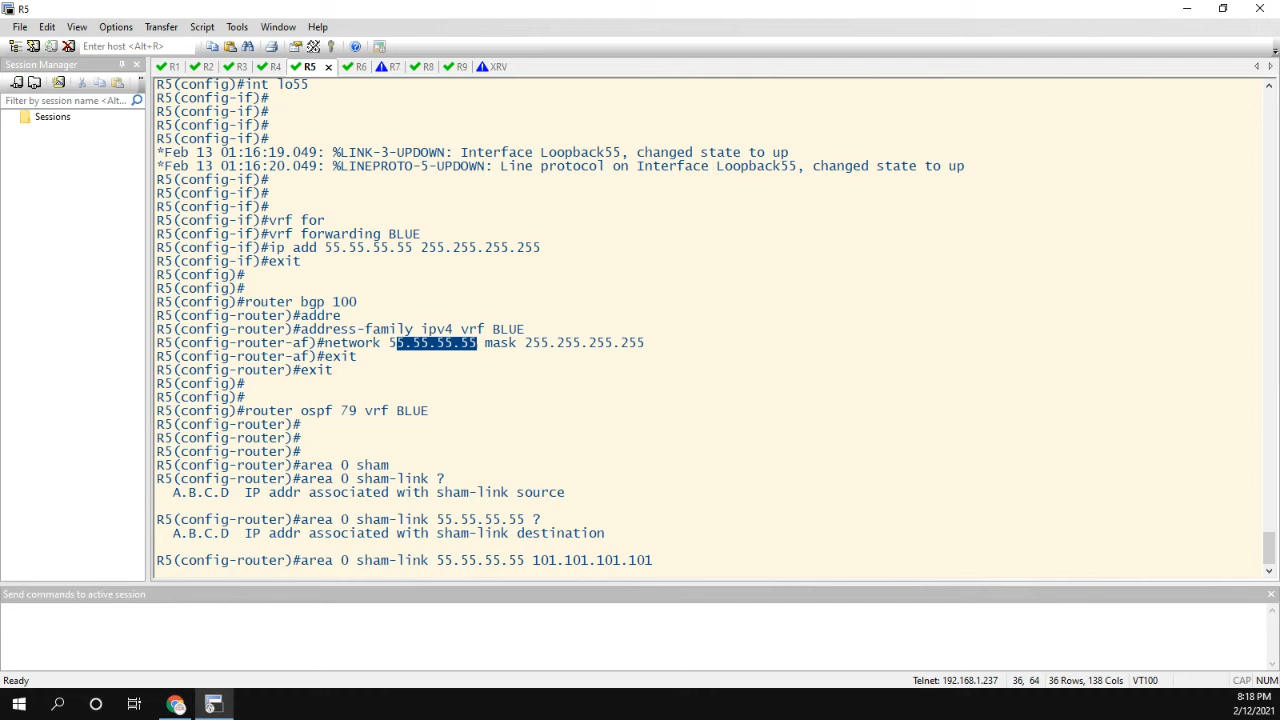 R5
File Edit View Options Transfer Script Tools Window Help
Enter host <Alt+R>
Session Manager
R1 R2 R3 R4 R5 R6 R7 R8 R9 XRV
Filter by session name <Alt...
Sessions
R5(config)#int lo55
R5(config-if)#
R5(config-if)#
R5(config-if)#
R5(config-if)#
*Feb 13 01:16:19.049: %LINK-3-UPDOWN: Interface Loopback55, changed state to up
*Feb 13 01:16:20.049: %LINEPROTO-5-UPDOWN: Line protocol on Interface Loopback55, changed state to up
R5(config-if)#
R5(config-if)#
R5(config-if)#
R5(config-if)#vrf for
R5(config-if)#vrf forwarding BLUE
R5(config-if)#ip add 55.55.55.55 255.255.255.255
R5(config-if)#exit
R5(config)#
R5(config)#
R5(config)#router bgp 100
R5(config-router)#addre
R5(config-router)#address-family ipv4 vrf BLUE
R5(config-router-af)#network 55.55.55.55 mask 255.255.255.255
R5(config-router-af)#exit
R5(config-router)#exit
R5(config)#
R5(config)#
R5(config)#router ospf 79 vrf BLUE
R5(config-router)#
R5(config-router)#
R5(config-router)#
R5(config-router)#area 0 sham
R5(config-router)#area 0 sham-link ?
A.B.C.D IP addr associated with sham-link source
R5(config-router)#area 0 sham-link 55.55.55.55 ?
A.B.C.D IP addr associated with sham-link destination
R5(config-router)#area 0 sham-link 55.55.55.55 101.101.101.101
Send commands to active session
Ready
Telnet: 192.168.1.237 36, 64 36 Rows, 138 Cols VT100 CAP NUM
8:18 PM
2/12/2021